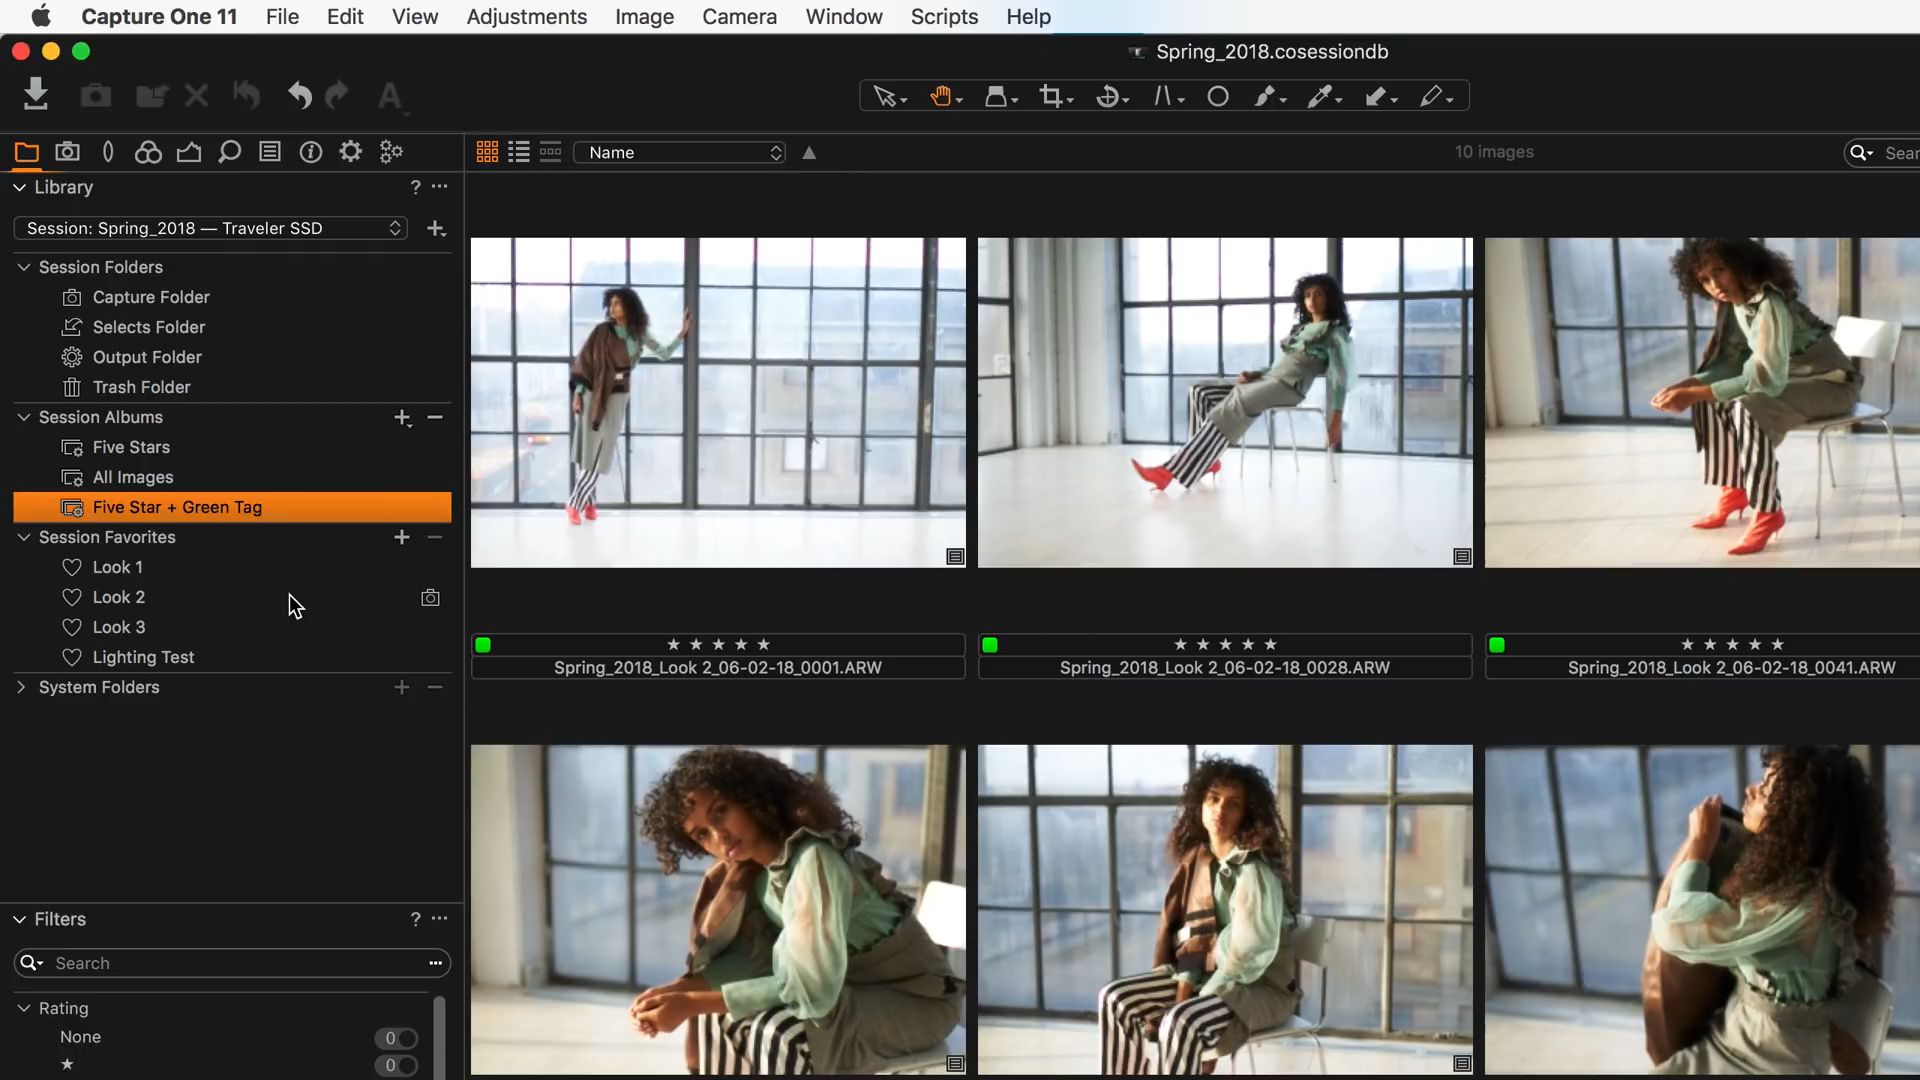 Capture One 11 File Edit View Adjustments Image Camera Window Scripts Help
Spring_2018.cosessiondb
A
Name
10 images
Sear
Library
? ...
Session: Spring_2018 — Traveler SSD
Session Folders
Capture Folder
Selects Folder
Output Folder
Trash Folder
Session Albums
Five Stars
All Images
Five Star + Green Tag
Session Favorites
Look 1
Look 2
Look 3
Lighting Test
System Folders
Spring_2018_Look 2_06-02-18_0001.ARW
Spring_2018_Look 2_06-02-18_0028.ARW
Spring_2018_Look 2_06-02-18_0041.ARW
Filters
? ...
Search
Rating
None 0
★ 0